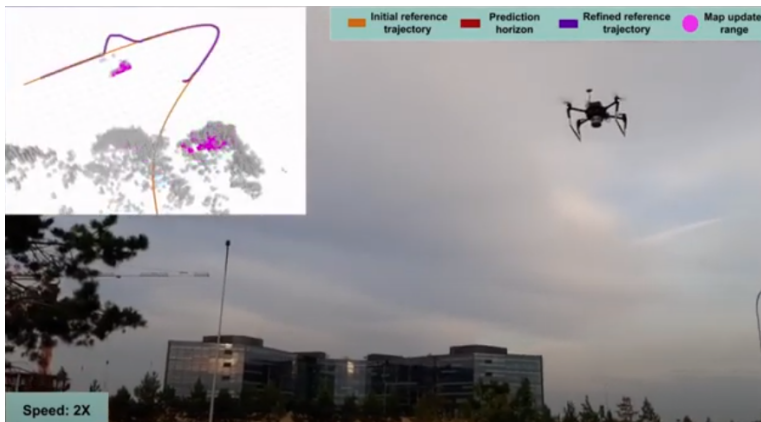 Initial reference
trajectory
Prediction
horizon
Refined reference
trajectory
Map update
range
Speed: 2X